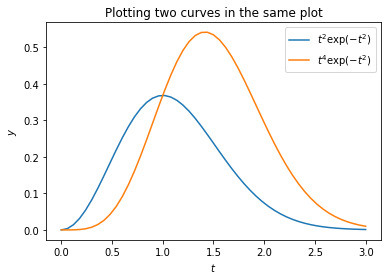 Plotting two curves in the same plot
t²exp(−t²)
t⁴exp(−t²)
y
0.5
0.4
0.3
0.2
0.1
0.0
0.0 0.5 1.0 1.5 2.0 2.5 3.0
t